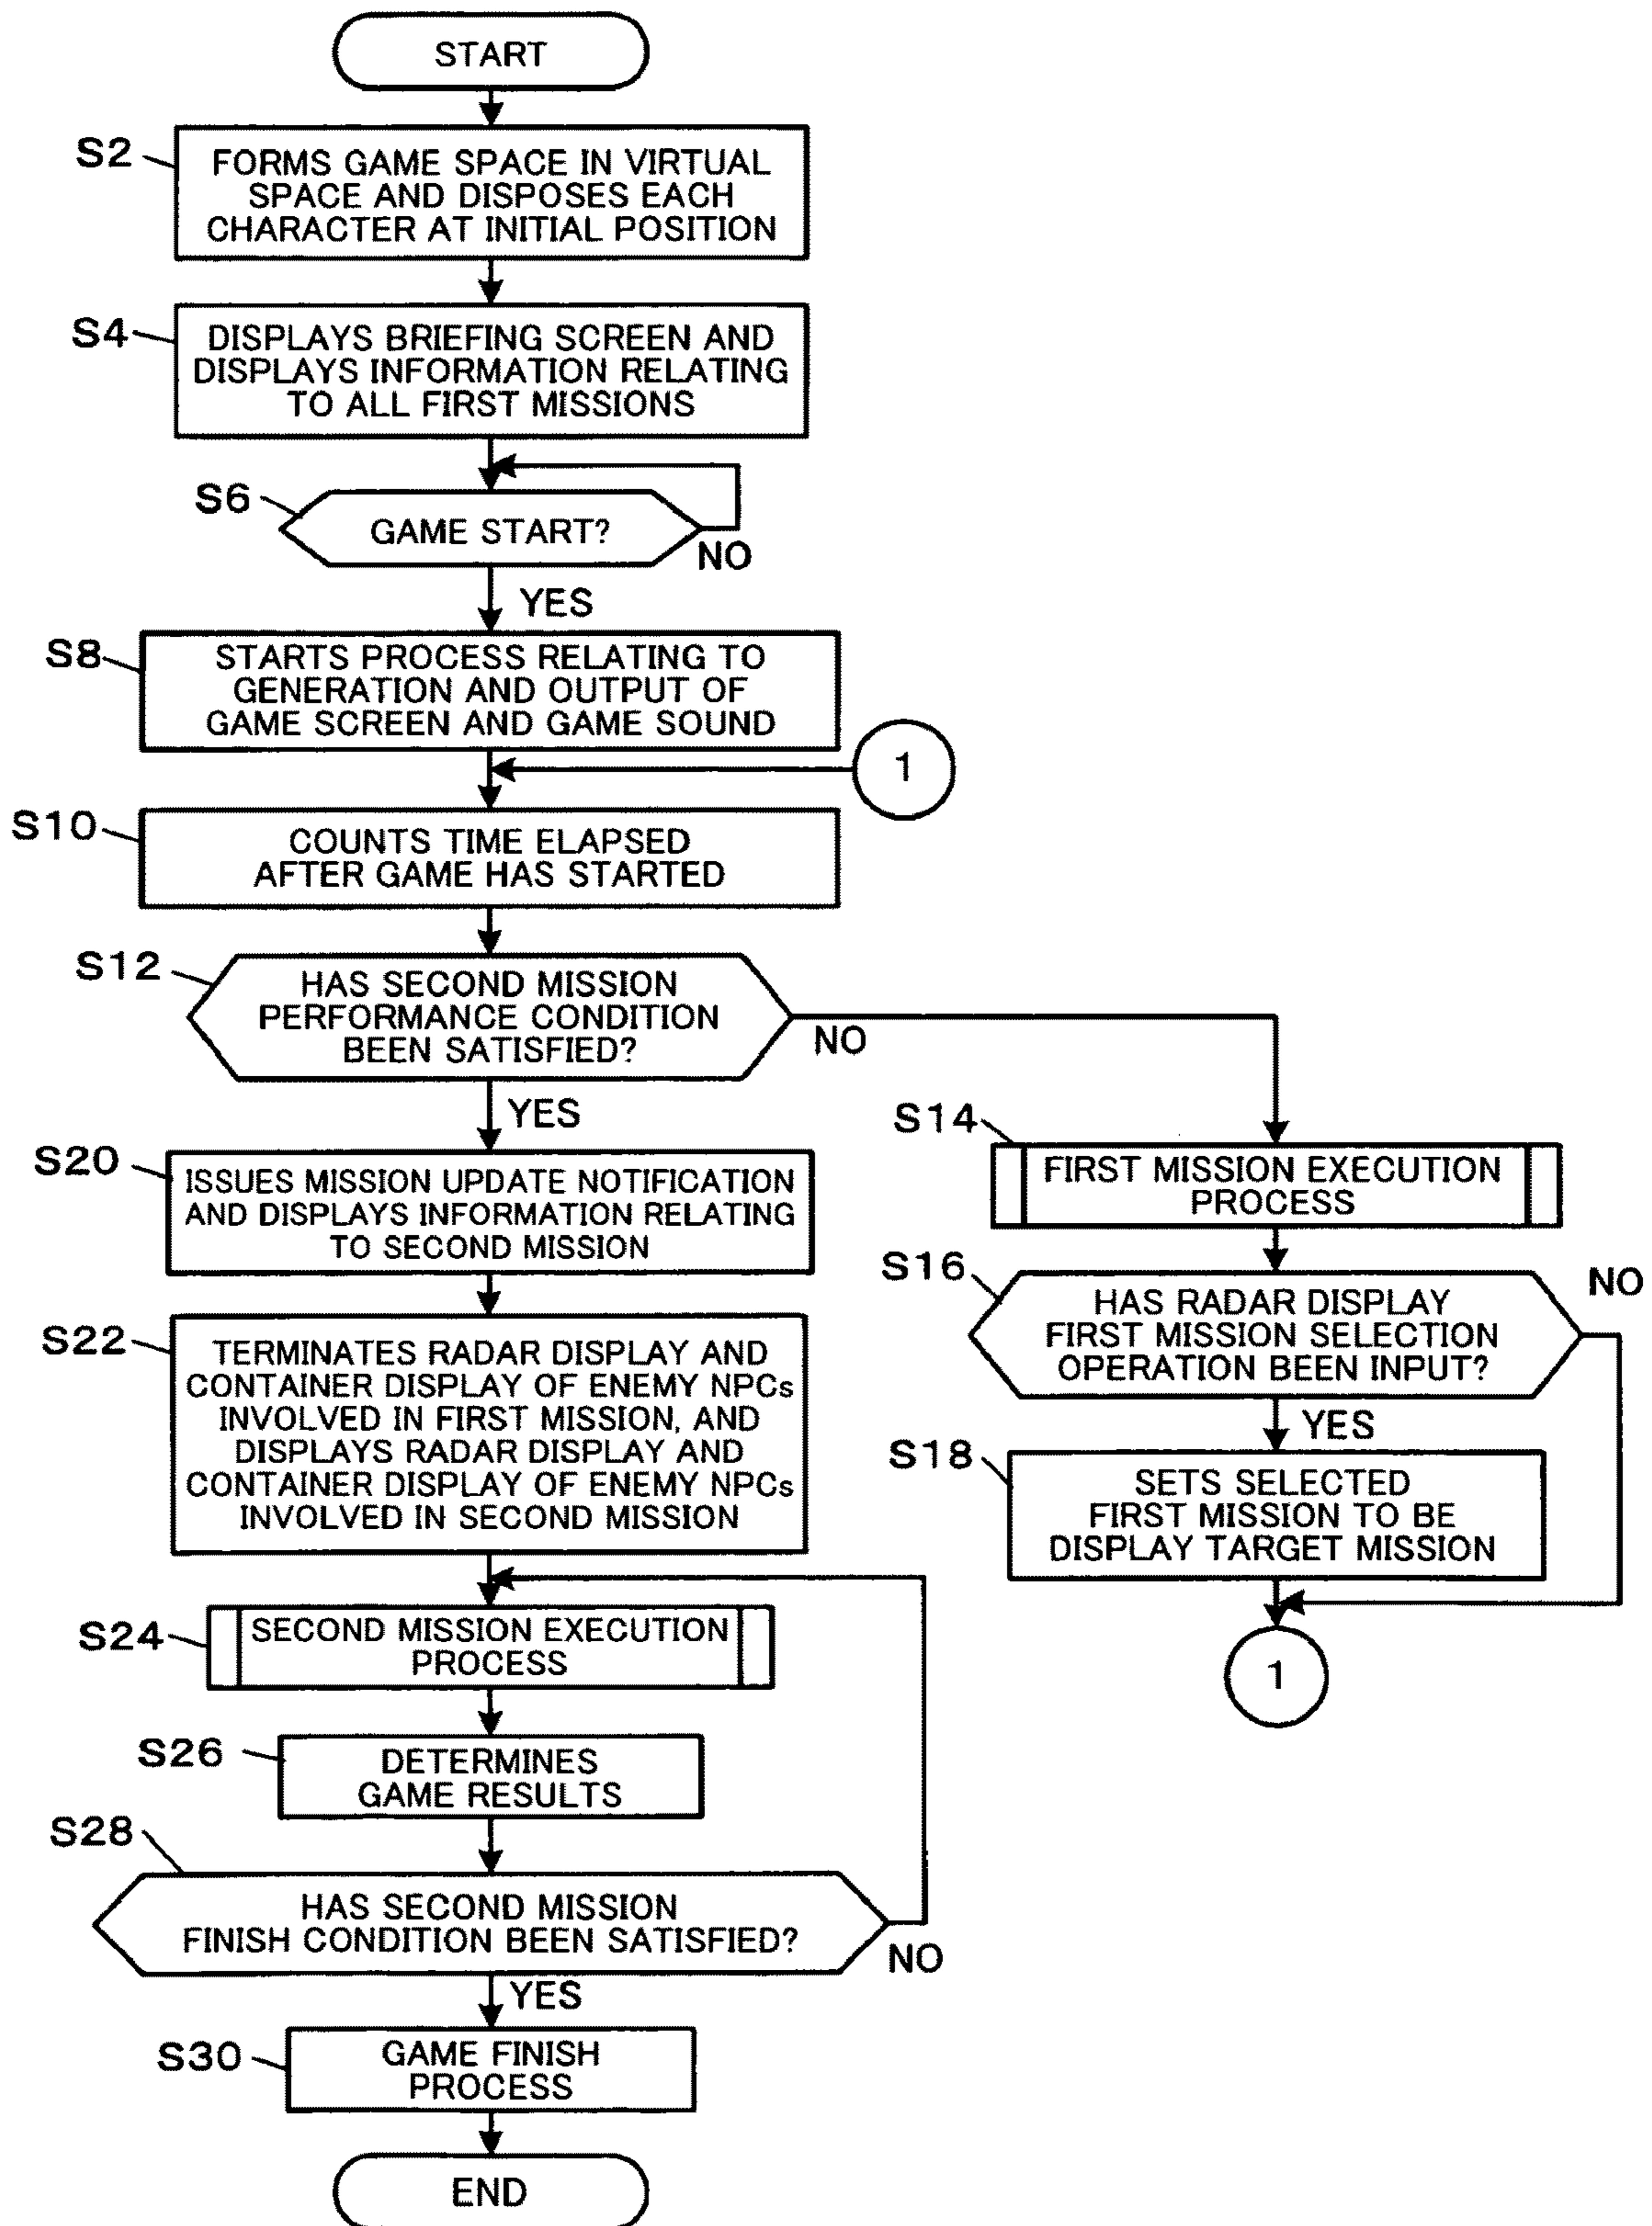 START
S2
FORMS GAME SPACE IN VIRTUAL
SPACE AND DISPOSES EACH
CHARACTER AT INITIAL POSITION
S4
DISPLAYS BRIEFING SCREEN AND
DISPLAYS INFORMATION RELATING
TO ALL FIRST MISSIONS
S6
GAME START?
NO
YES
S8
STARTS PROCESS RELATING TO
GENERATION AND OUTPUT OF
GAME SCREEN AND GAME SOUND
1
S10
COUNTS TIME ELAPSED
AFTER GAME HAS STARTED
S12
HAS SECOND MISSION
PERFORMANCE CONDITION
BEEN SATISFIED?
NO
YES
S14
FIRST MISSION EXECUTION
PROCESS
S16
HAS RADAR DISPLAY
FIRST MISSION SELECTION
OPERATION BEEN INPUT?
NO
YES
S18
SETS SELECTED
FIRST MISSION TO BE
DISPLAY TARGET MISSION
1
S20
ISSUES MISSION UPDATE NOTIFICATION
AND DISPLAYS INFORMATION RELATING
TO SECOND MISSION
S22
TERMINATES RADAR DISPLAY AND
CONTAINER DISPLAY OF ENEMY NPCs
INVOLVED IN FIRST MISSION, AND
DISPLAYS RADAR DISPLAY AND
CONTAINER DISPLAY OF ENEMY NPCs
INVOLVED IN SECOND MISSION
S24
SECOND MISSION EXECUTION
PROCESS
S26
DETERMINES
GAME RESULTS
S28
HAS SECOND MISSION
FINISH CONDITION BEEN SATISFIED?
NO
YES
S30
GAME FINISH
PROCESS
END